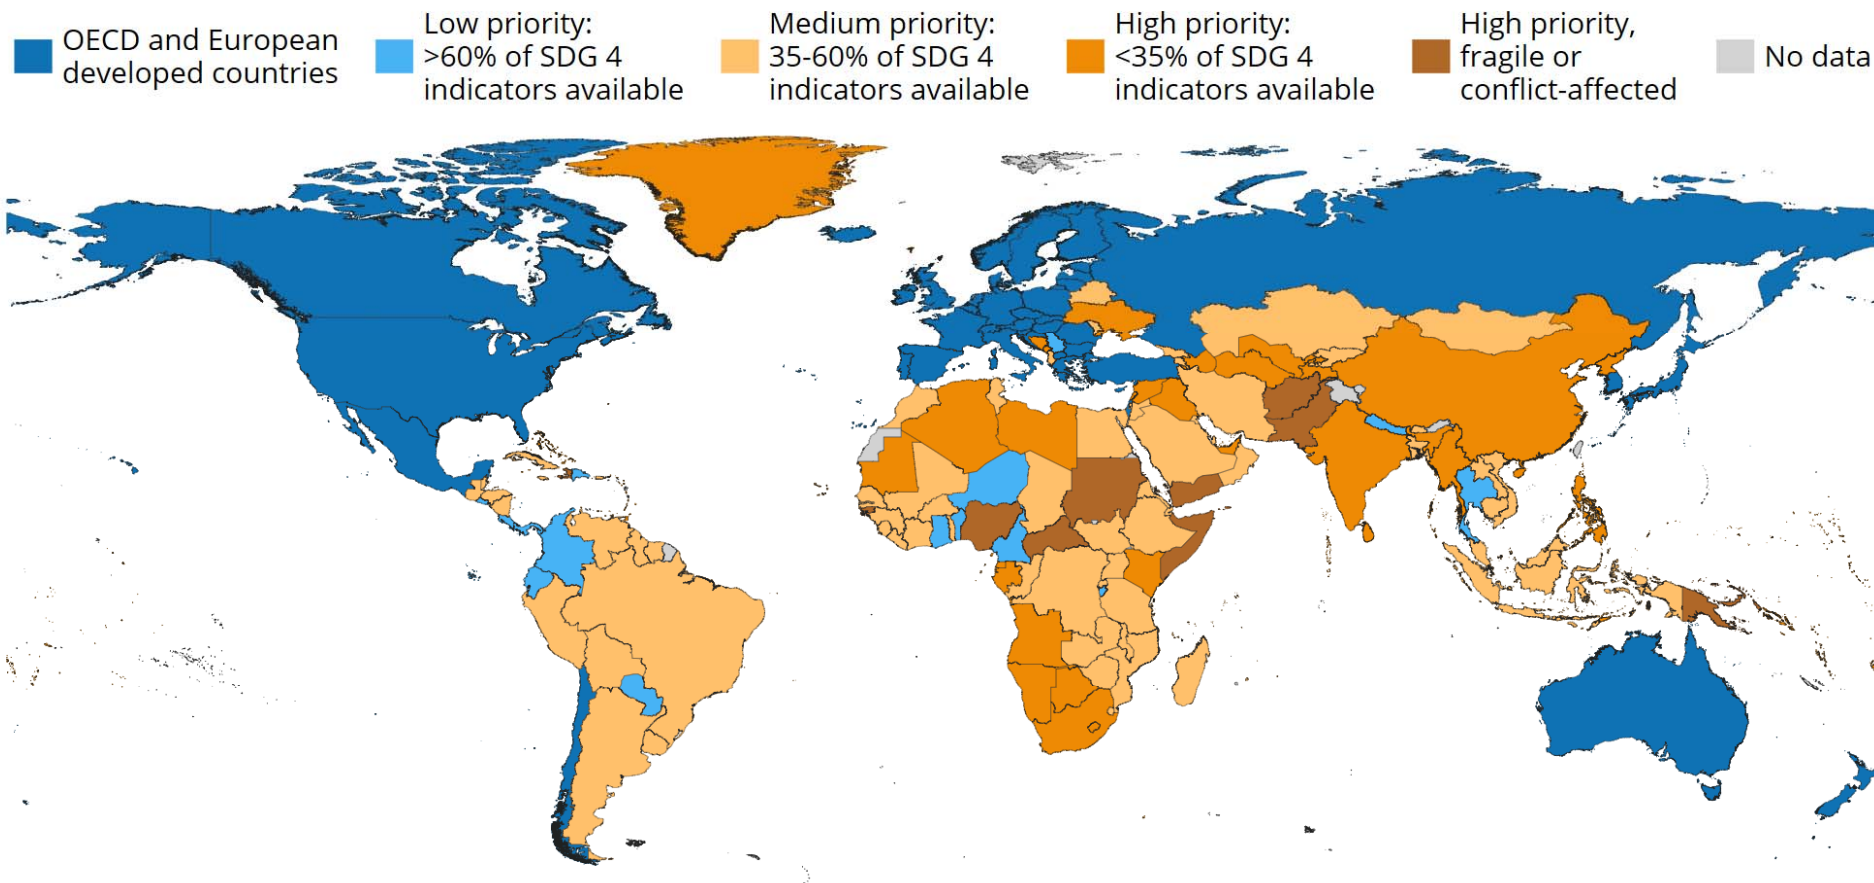 OECD and European
developed countries
Low priority:
>60% of SDG 4
indicators available
Medium priority:
35-60% of SDG 4
indicators available
High priority:
<35% of SDG 4
indicators available
High priority,
fragile or
conflict-affected
No data